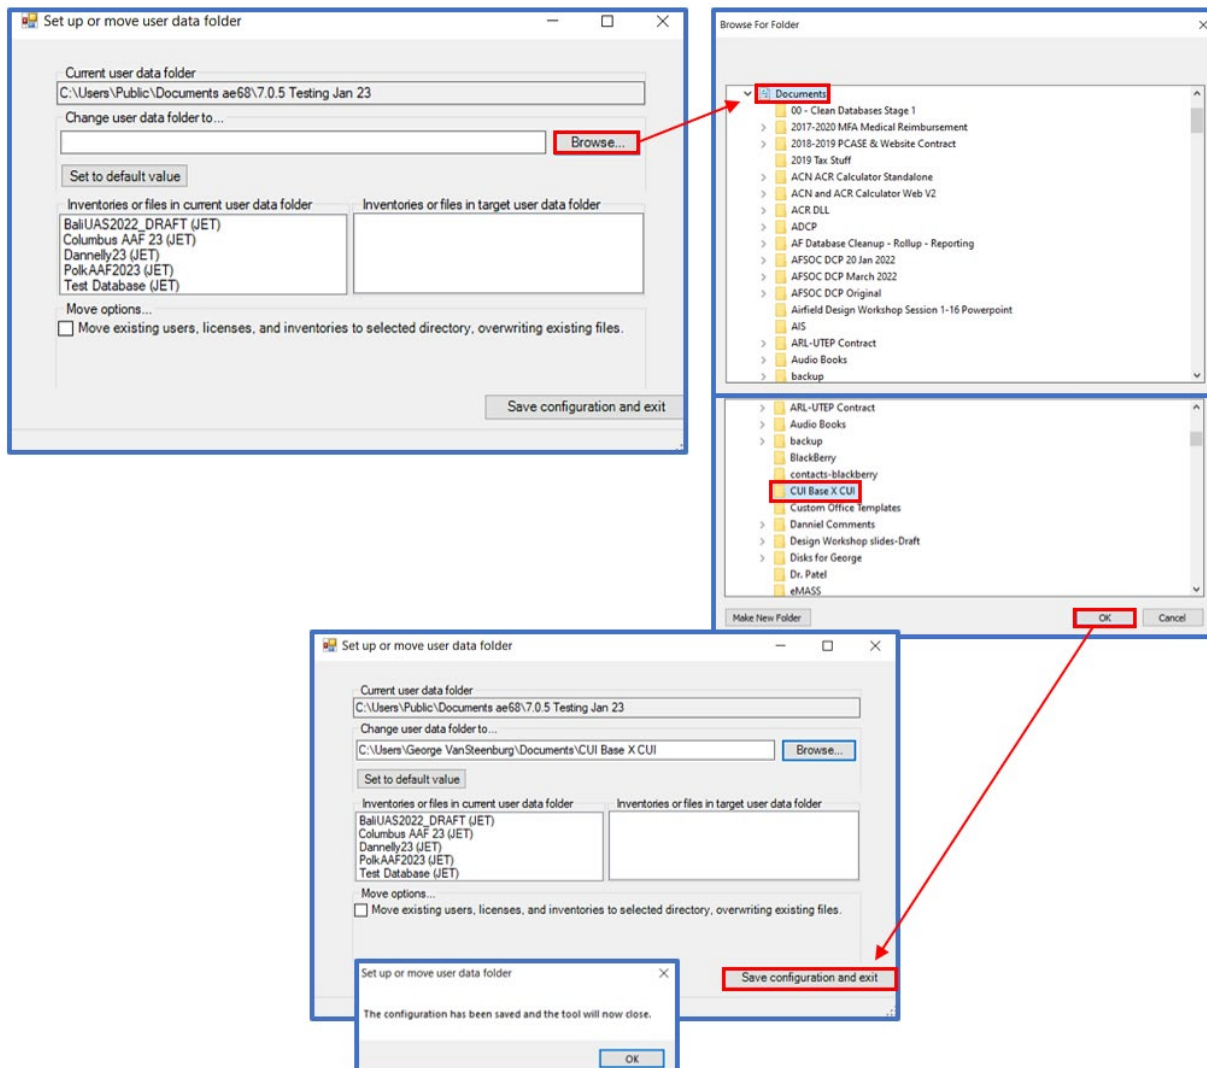 Set up or move user data folder
Current user data folder
C:\Users\Public\Documents ae68\7.0.5 Testing Jan 23
Change user data folder to...
Browse...
Set to default value
Inventories or files in current user data folder
Inventories or files in target user data folder
BaliUAS2022_DRAFT (JET)
Columbus AAF 23 (JET)
Dannelly23 (JET)
PolkAAF2023 (JET)
Test Database (JET)
Move options...
Move existing users, licenses, and inventories to selected directory, overwriting existing files.
Save configuration and exit
Browse For Folder
Documents
00 - Clean Databases Stage 1
2017-2020 MFA Medical Reimbursement
2018-2019 PCASE & Website Contract
2019 Tax Stuff
ACN ACR Calculator Standalone
ACN and ACR Calculator Web V2
ACR DLL
ADCP
AF Database Cleanup - Rollup - Reporting
AFSOC DCP 20 Jan 2022
AFSOC DCP March 2022
AFSOC DCP Original
Airfield Design Workshop Session 1-16 Powerpoint
AIS
ARL-UTEP Contract
Audio Books
backup
ARL-UTEP Contract
Audio Books
backup
BlackBerry
contacts-blackberry
CUI Base X CUI
Custom Office Templates
Danniel Comments
Design Workshop slides-Draft
Disks for George
Dr. Patel
eMASS
Make New Folder
OK
Cancel
Set up or move user data folder
Current user data folder
C:\Users\Public\Documents ae68\7.0.5 Testing Jan 23
Change user data folder to...
C:\Users\George VanSteenburg\Documents\CUI Base X CUI
Browse...
Set to default value
Inventories or files in current user data folder
Inventories or files in target user data folder
BaliUAS2022_DRAFT (JET)
Columbus AAF 23 (JET)
Dannelly23 (JET)
PolkAAF2023 (JET)
Test Database (JET)
Move options...
Move existing users, licenses, and inventories to selected directory, overwriting existing files.
Save configuration and exit
Set up or move user data folder
The configuration has been saved and the tool will now close.
OK